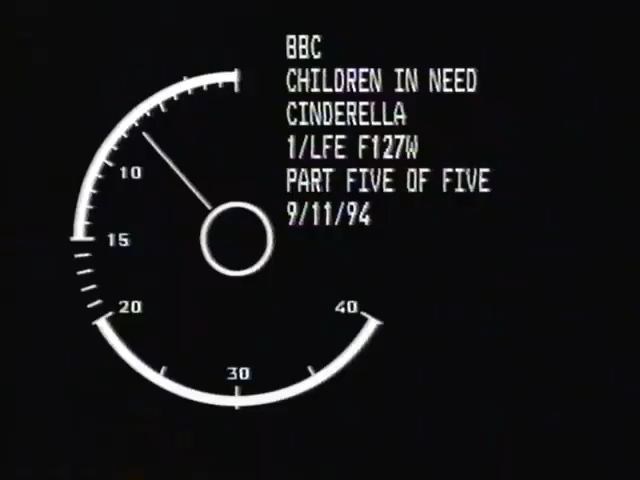 BBC
CHILDREN IN NEED
CINDERELLA
1/LFE F127W
PART FIVE OF FIVE
9/11/94
10
15
20
40
30